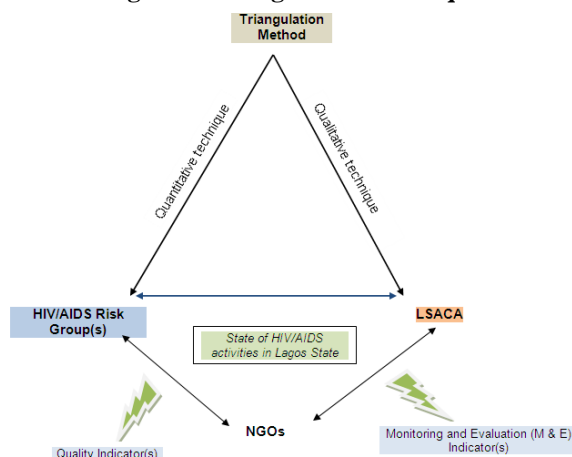 Triangulation
Method
Quantitative technique
Qualitative technique
HIV/AIDS Risk
Group(s)
LSACA
State of HIV/AIDS
activities in Lagos State
NGOs
Quality Indicator(s)
Monitoring and Evaluation (M & E)
Indicator(s)